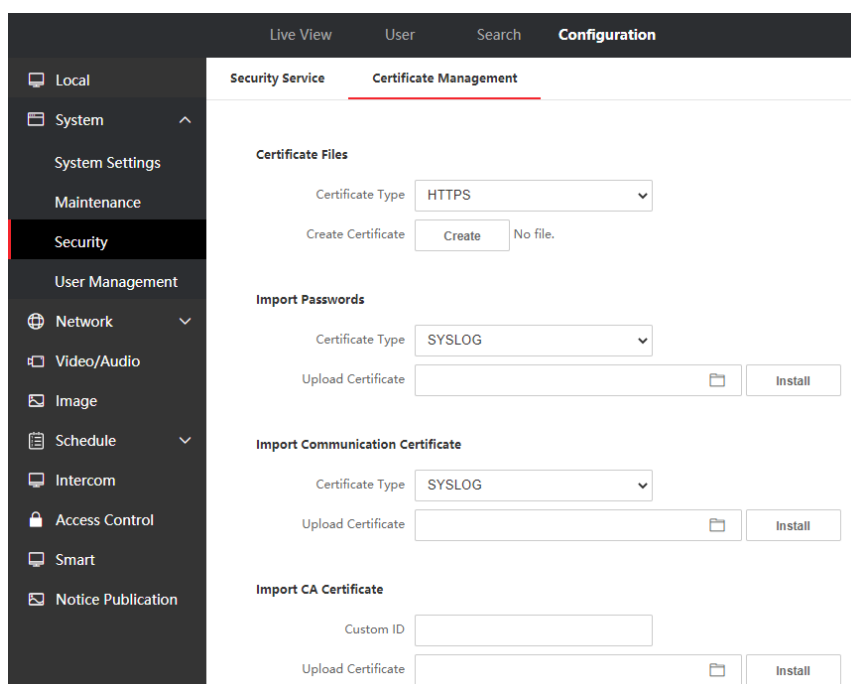 Live View User Search Configuration
Local
System
System Settings
Maintenance
Security
User Management
Network
Video/Audio
Image
Schedule
Intercom
Access Control
Smart
Notice Publication
Security Service Certificate Management
Certificate Files
Certificate Type HTTPS
Create Certificate Create No file.
Import Passwords
Certificate Type SYSLOG
Upload Certificate Install
Import Communication Certificate
Certificate Type SYSLOG
Upload Certificate Install
Import CA Certificate
Custom ID
Upload Certificate Install